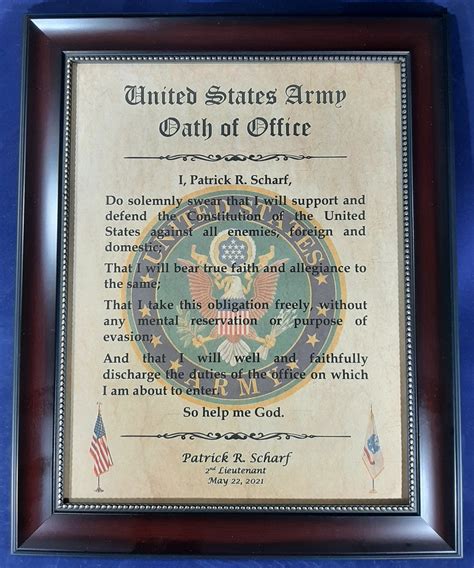 United States Army
Oath of Office
I, Patrick R. Scharf,
Do solemnly swear that I will support and
defend the Constitution of the United
States against all enemies, foreign and
domestic;
That I will bear true faith and allegiance to
the same;
That I take this obligation freely, without
any mental reservation or purpose of
evasion;
And that I will well and faithfully
discharge the duties of the office on which
I am about to enter.
So help me God.
UNITED STATES
ARMY
Patrick R. Scharf
2nd Lieutenant
May 22, 2021